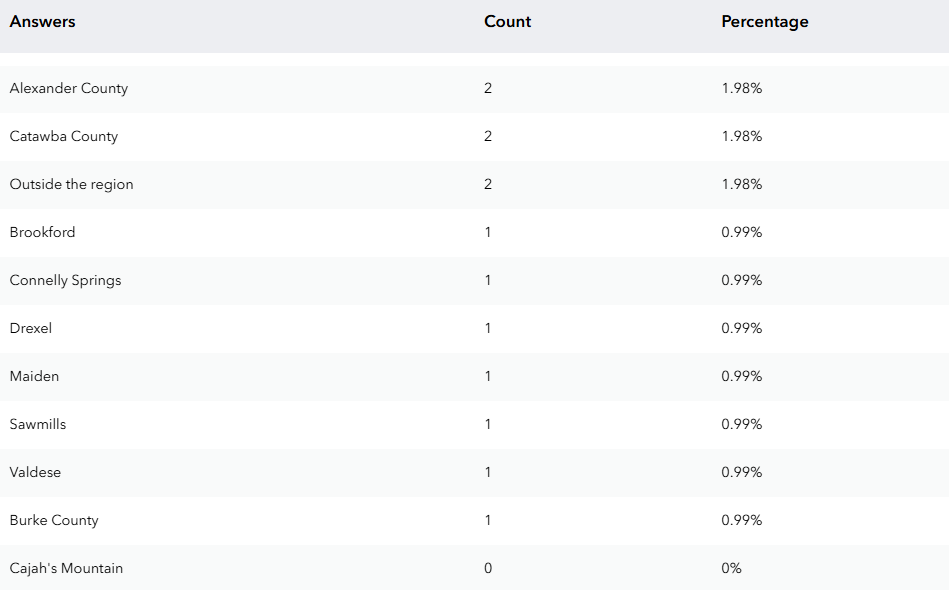 Answers Count Percentage
Alexander County 2 1.98%
Catawba County 2 1.98%
Outside the region 2 1.98%
Brookford 1 0.99%
Connelly Springs 1 0.99%
Drexel 1 0.99%
Maiden 1 0.99%
Sawmills 1 0.99%
Valdese 1 0.99%
Burke County 1 0.99%
Cajah's Mountain 0 0%